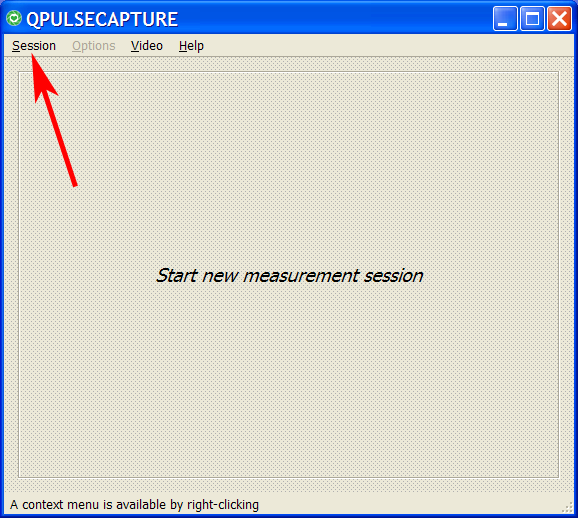 QPULSECAPTURE
Session Options Video Help
Start new measurement session
A context menu is available by right-clicking